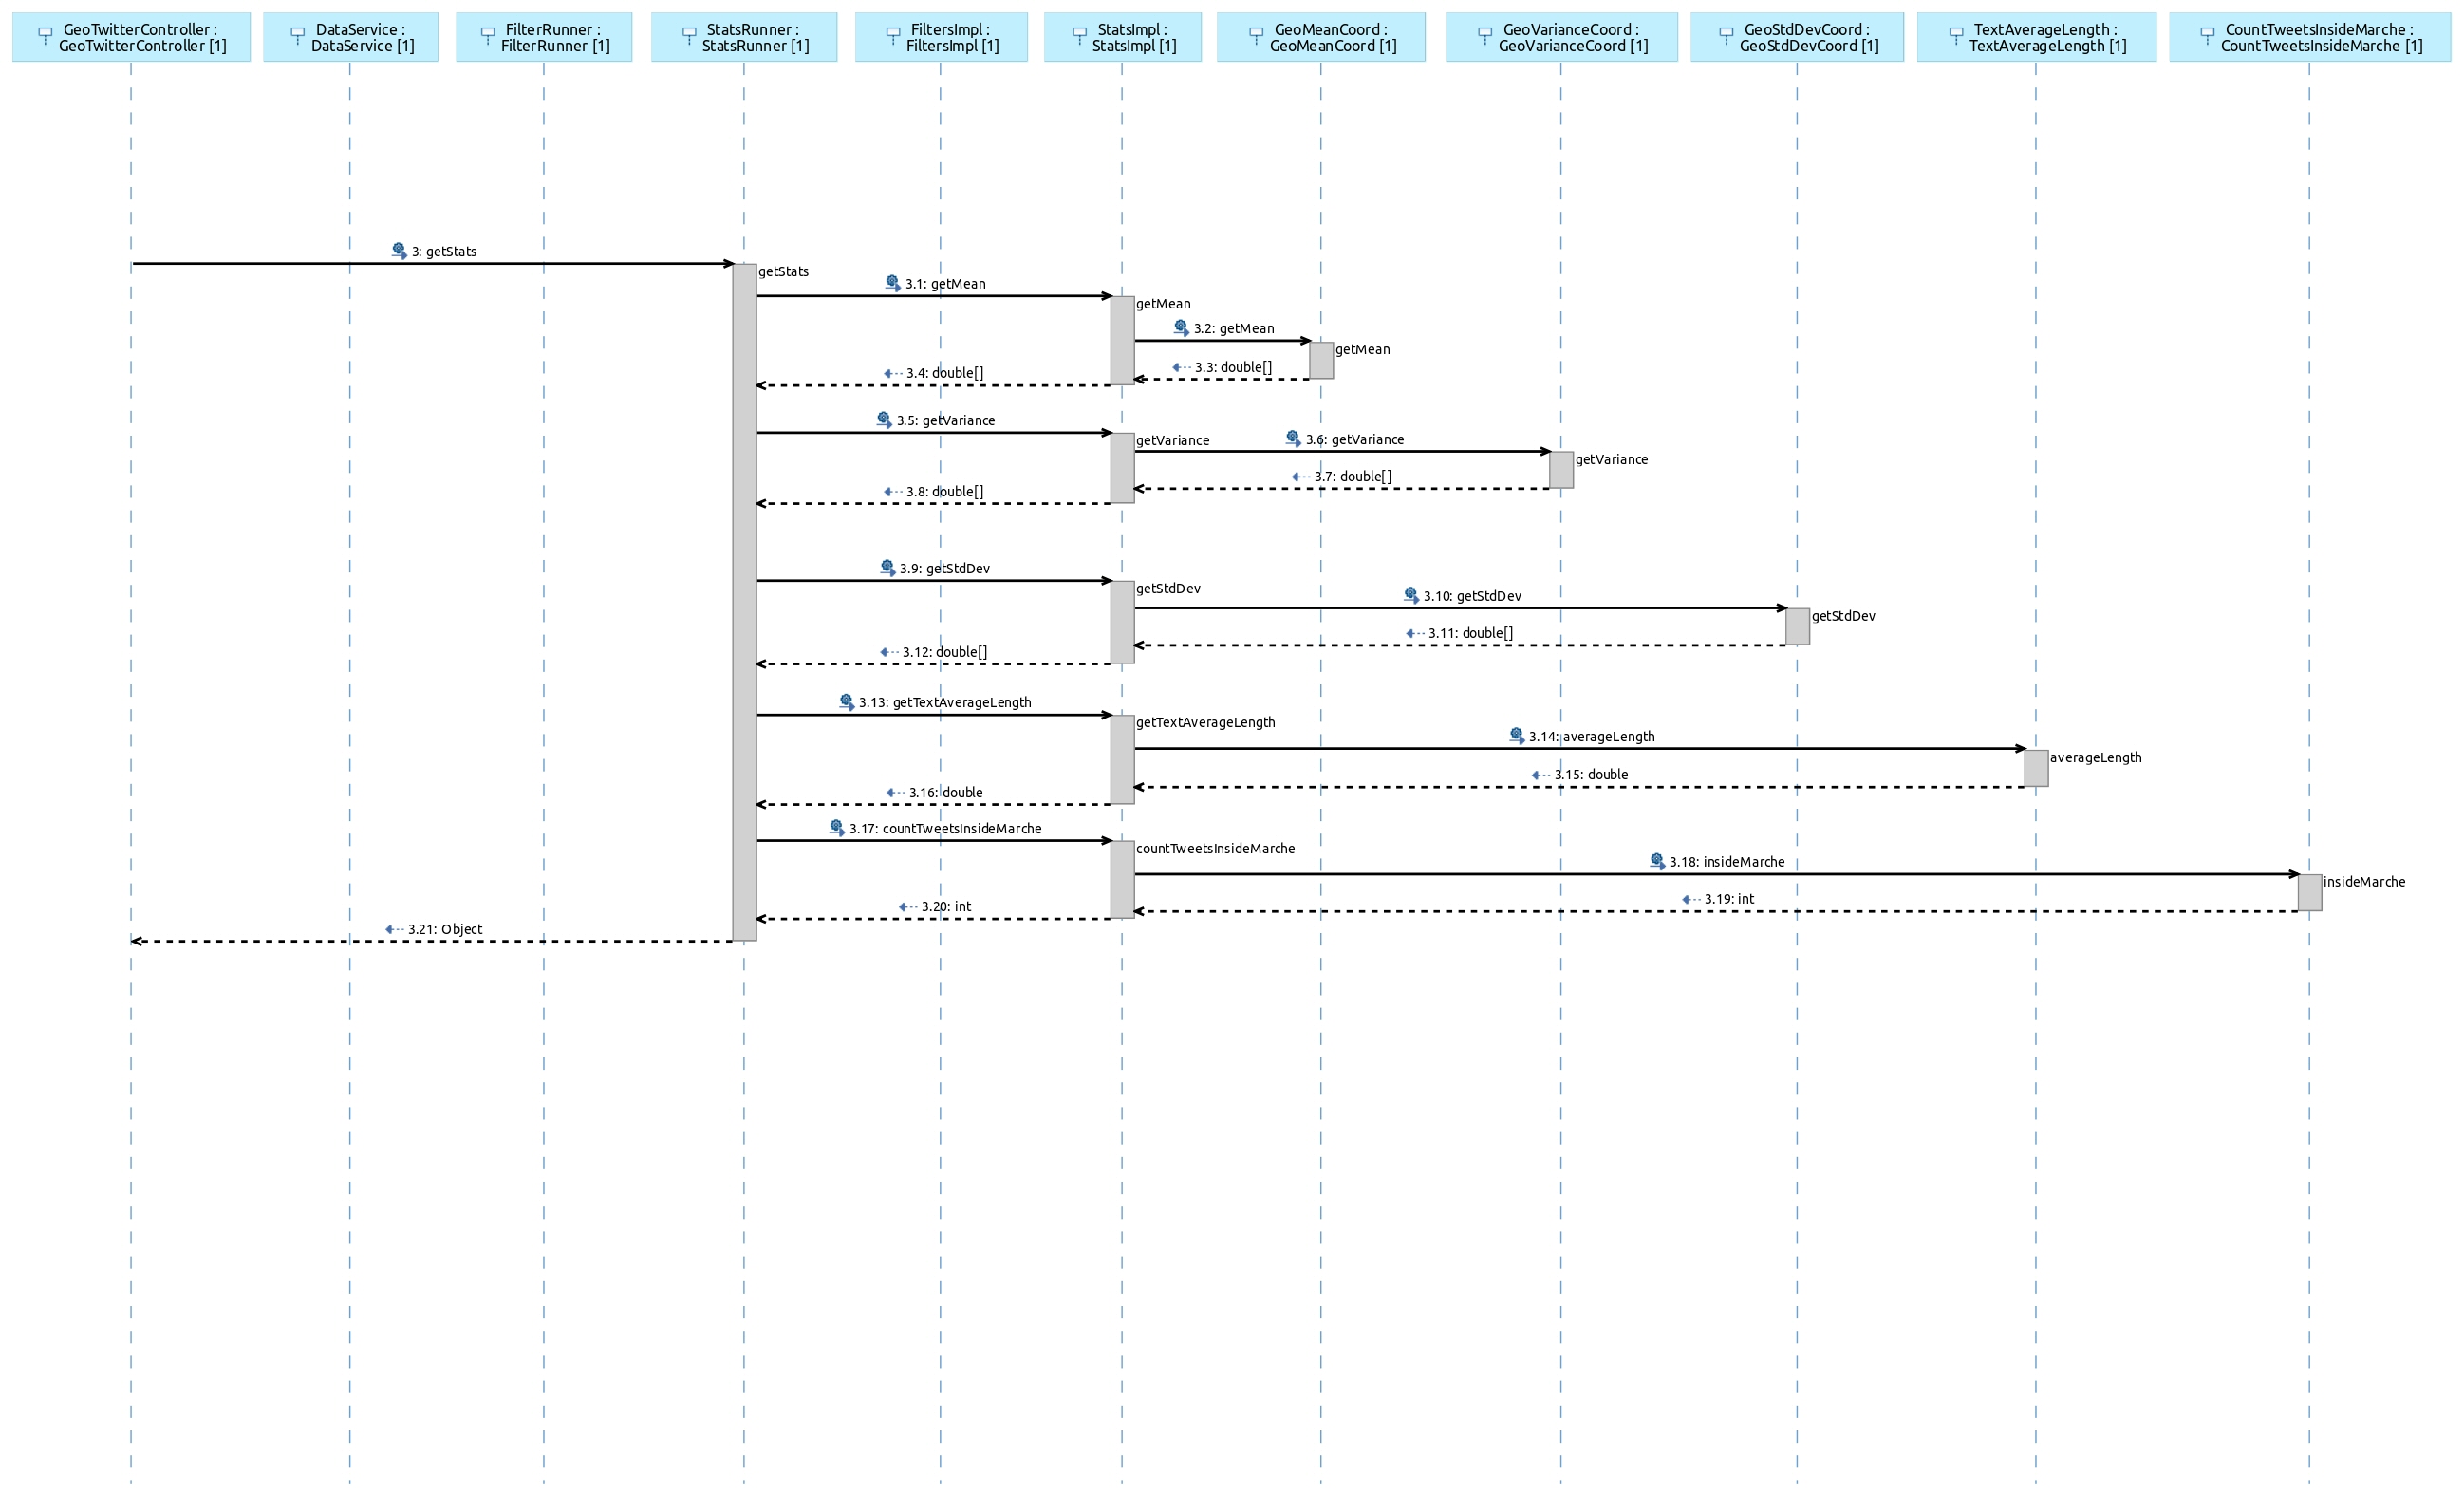 GeoTwitterController :
GeoTwitterController [1]
DataService :
DataService [1]
FilterRunner :
FilterRunner [1]
StatsRunner :
StatsRunner [1]
FiltersImpl :
FiltersImpl [1]
StatsImpl :
StatsImpl [1]
GeoMeanCoord :
GeoMeanCoord [1]
GeoVarianceCoord :
GeoVarianceCoord [1]
GeoStdDevCoord :
GeoStdDevCoord [1]
TextAverageLength :
TextAverageLength [1]
CountTweetsInsideMarche :
CountTweetsInsideMarche [1]
3: getStats
getStats
3.1: getMean
getMean
3.2: getMean
getMean
3.3: double[]
3.4: double[]
3.5: getVariance
getVariance
3.6: getVariance
getVariance
3.7: double[]
3.8: double[]
3.9: getStdDev
getStdDev
3.10: getStdDev
getStdDev
3.11: double[]
3.12: double[]
3.13: getTextAverageLength
getTextAverageLength
3.14: averageLength
averageLength
3.15: double
3.16: double
3.17: countTweetsInsideMarche
countTweetsInsideMarche
3.18: insideMarche
insideMarche
3.19: int
3.20: int
3.21: Object